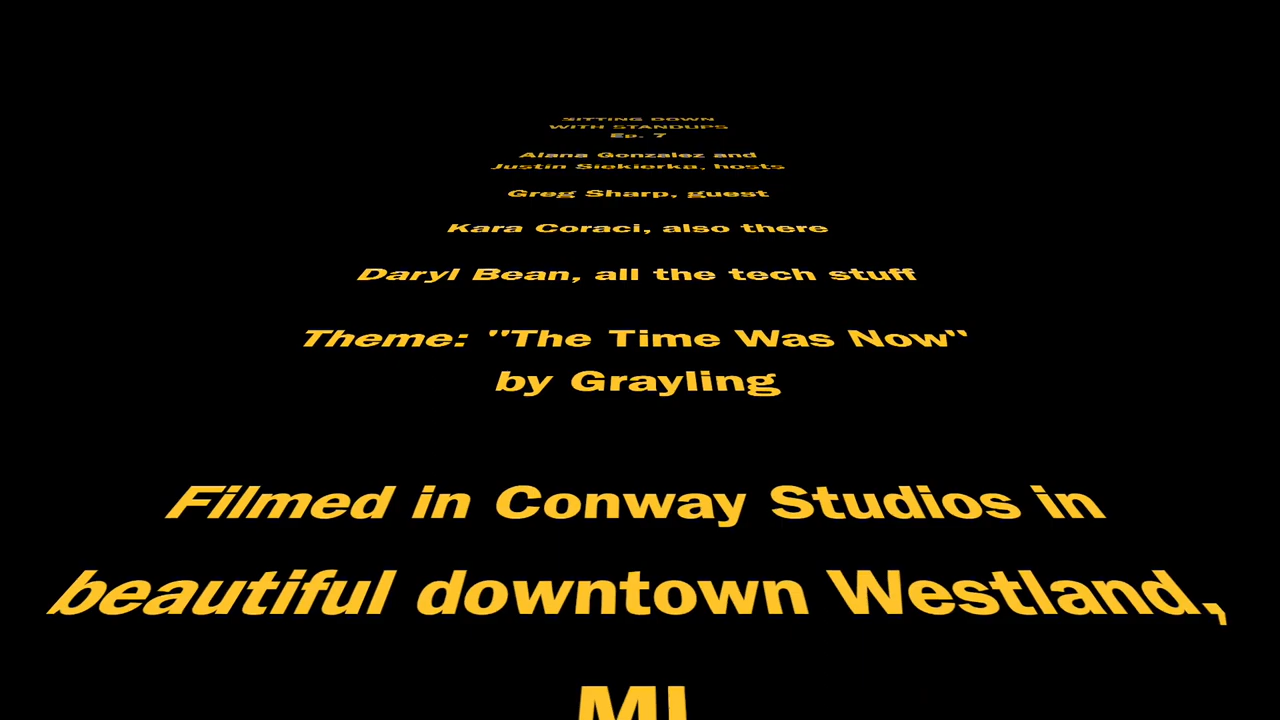 SITTING DOWN
WITH STANDUPS
Ep. 7
Alana Gonzalez and
Justin Siekierka, hosts
Greg Sharp, guest
Kara Coraci, also there
Daryl Bean, all the tech stuff
Theme: "The Time Was Now"
by Grayling
Filmed in Conway Studios in
beautiful downtown Westland,
MI